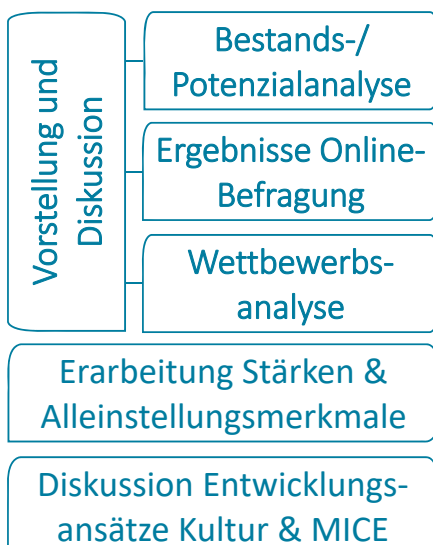 Vorstellung und
Diskussion
Bestands-/
Potenzialanalyse
Ergebnisse Online-
Befragung
Wettbewerbs-
analyse
Erarbeitung Stärken &
Alleinstellungsmerkmale
Diskussion Entwicklungs-
ansätze Kultur & MICE